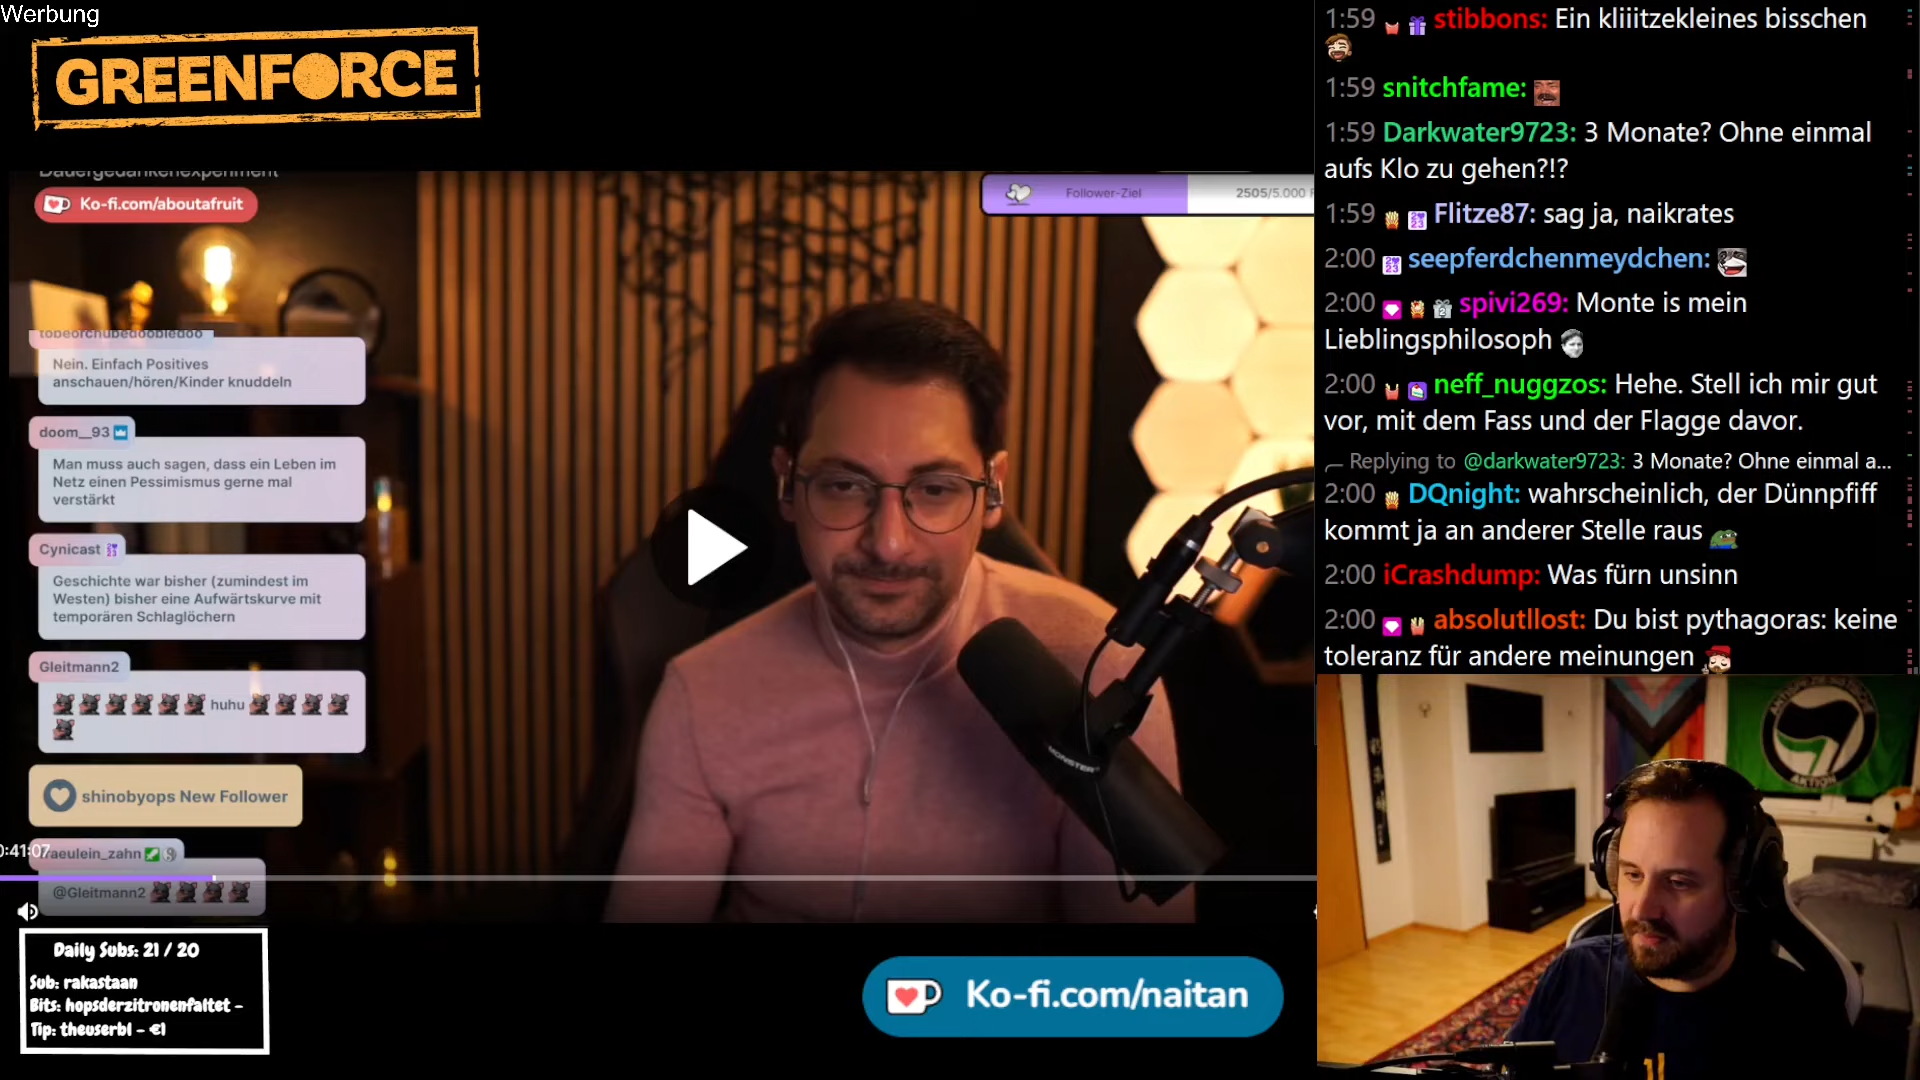 Werbung
GREENFORCE
Dauergedankenexperiment
Ko-fi.com/aboutafruit
Follower-Ziel
2505/5.000
Nein. Einfach Positives
anschauen/hören/Kinder knuddeln
doom__93
Man muss auch sagen, dass ein Leben im
Netz einen Pessimismus gerne mal
verstärkt
Cynicast
Geschichte war bisher (zumindest im
Westen) bisher eine Aufwärtskurve mit
temporären Schlaglöchern
Gleitmann2
huhu
shinobyops New Follower
0:41:07
raeulein_zahn
@Gleitmann2
Daily Subs: 21 / 20
Sub: rakastaan
Bits: hopsderzitronenfaltet -
Tip: theuserbl - €1
Ko-fi.com/naitan
MONSTER
1:59 stibbons: Ein kliiitzekleines bisschen
1:59 snitchfame:
1:59 Darkwater9723: 3 Monate? Ohne einmal
aufs Klo zu gehen?!?
1:59 Flitze87: sag ja, naikrates
2:00 seepferdchenmeydchen:
2:00 spivi269: Monte is mein
Lieblingsphilosoph
2:00 neff_nuggzos: Hehe. Stell ich mir gut
vor, mit dem Fass und der Flagge davor.
Replying to @darkwater9723: 3 Monate? Ohne einmal a...
2:00 DQnight: wahrscheinlich, der Dünnpfiff
kommt ja an anderer Stelle raus
2:00 iCrashdump: Was fürn unsinn
2:00 absolutllost: Du bist pythagoras: keine
toleranz für andere meinungen
AKTION